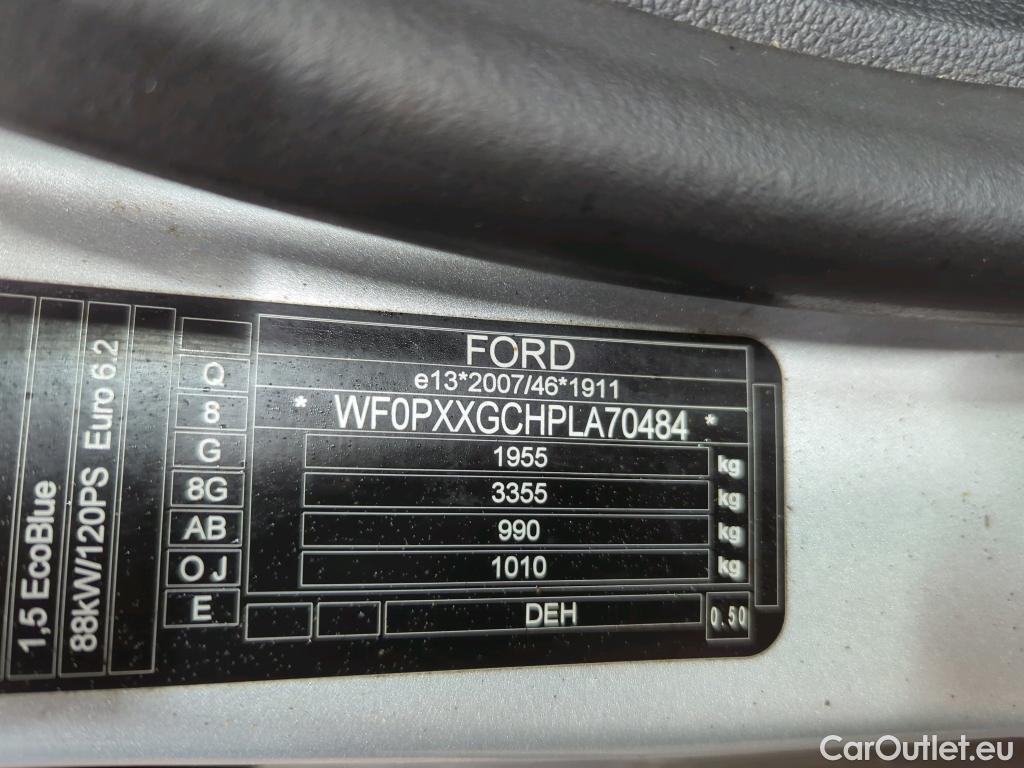 FORD
e13*2007/46*1911
* WF0PXXGCHPLA70484 *
1955 kg
3355 kg
990 kg
1010 kg
DEH 0.50
Q
8
G
8G
AB
OJ
E
1,5 EcoBlue
88kW/120PS Euro 6.2
CarOutlet.eu